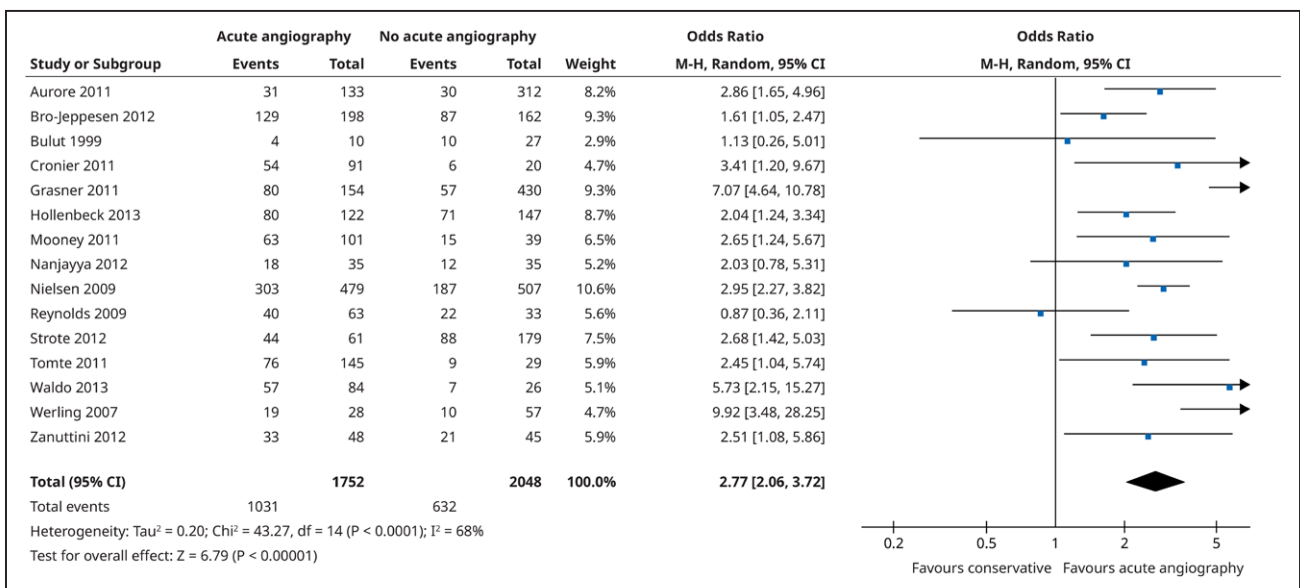 Acute angiography No acute angiography Odds Ratio Odds Ratio
Study or Subgroup Events Total Events Total Weight M-H, Random, 95% CI M-H, Random, 95% CI
Aurore 2011 31 133 30 312 8.2% 2.86 [1.65, 4.96]
Bro-Jeppesen 2012 129 198 87 162 9.3% 1.61 [1.05, 2.47]
Bulut 1999 4 10 10 27 2.9% 1.13 [0.26, 5.01]
Cronier 2011 54 91 6 20 4.7% 3.41 [1.20, 9.67]
Grasner 2011 80 154 57 430 9.3% 7.07 [4.64, 10.78]
Hollenbeck 2013 80 122 71 147 8.7% 2.04 [1.24, 3.34]
Mooney 2011 63 101 15 39 6.5% 2.65 [1.24, 5.67]
Nanjayya 2012 18 35 12 35 5.2% 2.03 [0.78, 5.31]
Nielsen 2009 303 479 187 507 10.6% 2.95 [2.27, 3.82]
Reynolds 2009 40 63 22 33 5.6% 0.87 [0.36, 2.11]
Strote 2012 44 61 88 179 7.5% 2.68 [1.42, 5.03]
Tomte 2011 76 145 9 29 5.9% 2.45 [1.04, 5.74]
Waldo 2013 57 84 7 26 5.1% 5.73 [2.15, 15.27]
Werling 2007 19 28 10 57 4.7% 9.92 [3.48, 28.25]
Zanuttini 2012 33 48 21 45 5.9% 2.51 [1.08, 5.86]
Total (95% CI) 1752 2048 100.0% 2.77 [2.06, 3.72]
Total events 1031 632
Heterogeneity: Tau² = 0.20; Chi² = 43.27, df = 14 (P < 0.0001); I² = 68%
Test for overall effect: Z = 6.79 (P < 0.00001)
0.2 0.5 1 2 5
Favours conservative Favours acute angiography